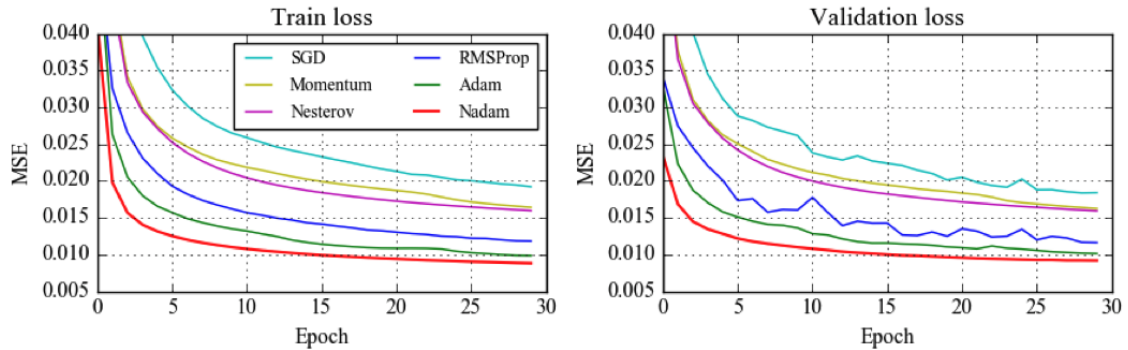 Train loss
MSE
0.040
0.035
0.030
0.025
0.020
0.015
0.010
0.005
SGD
Momentum
Nesterov
RMSProp
Adam
Nadam
0 5 10 15 20 25 30
Epoch
Validation loss
MSE
0.040
0.035
0.030
0.025
0.020
0.015
0.010
0.005
0 5 10 15 20 25 30
Epoch